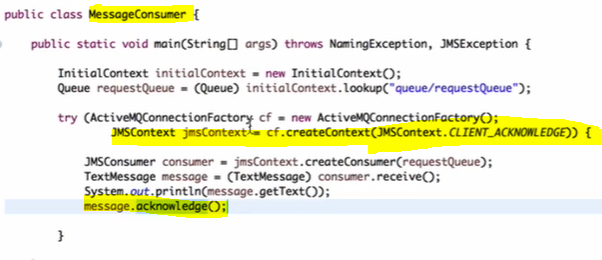 public class MessageConsumer {
public static void main(String[] args) throws NamingException, JMSException {
InitialContext initialContext = new InitialContext();
Queue requestQueue = (Queue) initialContext.lookup("queue/requestQueue");
try (ActiveMQConnectionFactory cf = new ActiveMQConnectionFactory();
JMSContext jmsContext = cf.createContext(JMSContext.CLIENT_ACKNOWLEDGE)) {
JMSConsumer consumer = jmsContext.createConsumer(requestQueue);
TextMessage message = (TextMessage) consumer.receive();
System.out.println(message.getText());
message.acknowledge();
}